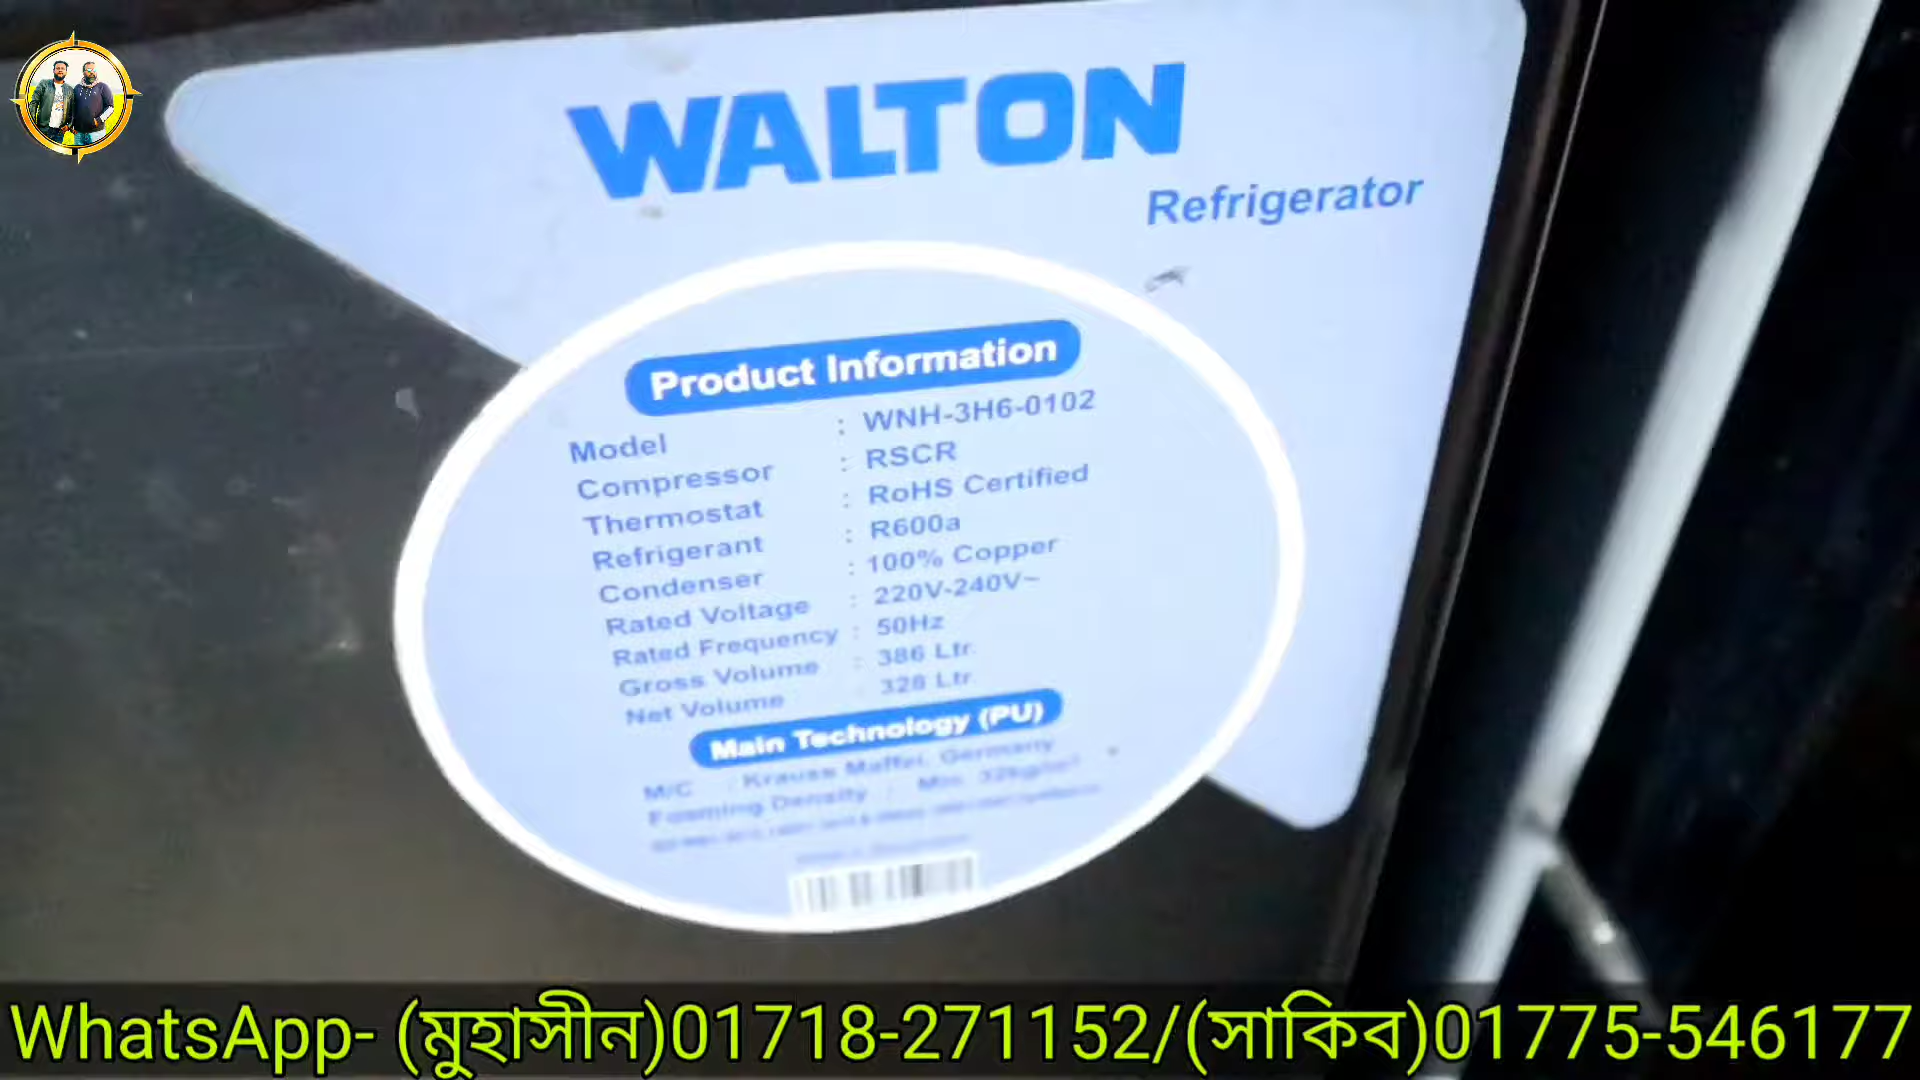 WALTON
Refrigerator
Product Information
Model : WNH-3H6-0102
Compressor : RSCR
Thermostat : RoHS Certified
Refrigerant : R600a
Condenser : 100% Copper
Rated Voltage : 220V-240V~
Rated Frequency : 50Hz
Gross Volume : 386 Ltr
Net Volume 328 Ltr
Main Technology (PU)
M/C : Krauss Maffei, Germany
Foaming Density : Min.
WhatsApp- (মুহাসীন)01718-271152/(সাকিব)01775-546177